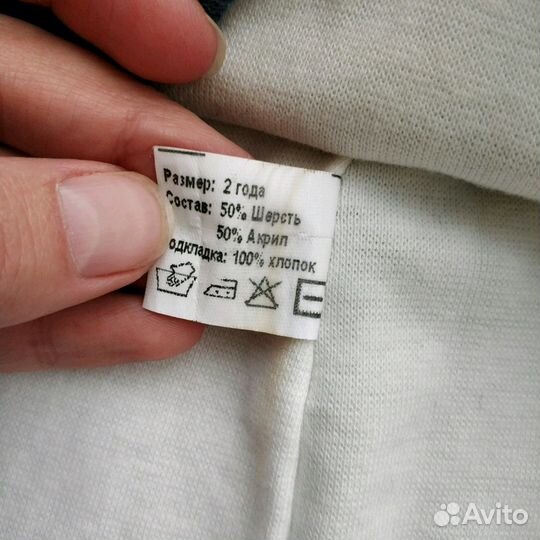 Размер: 2 года
Состав: 50% Шерсть
50% Акрил
одкладка: 100% хлопок
Avito